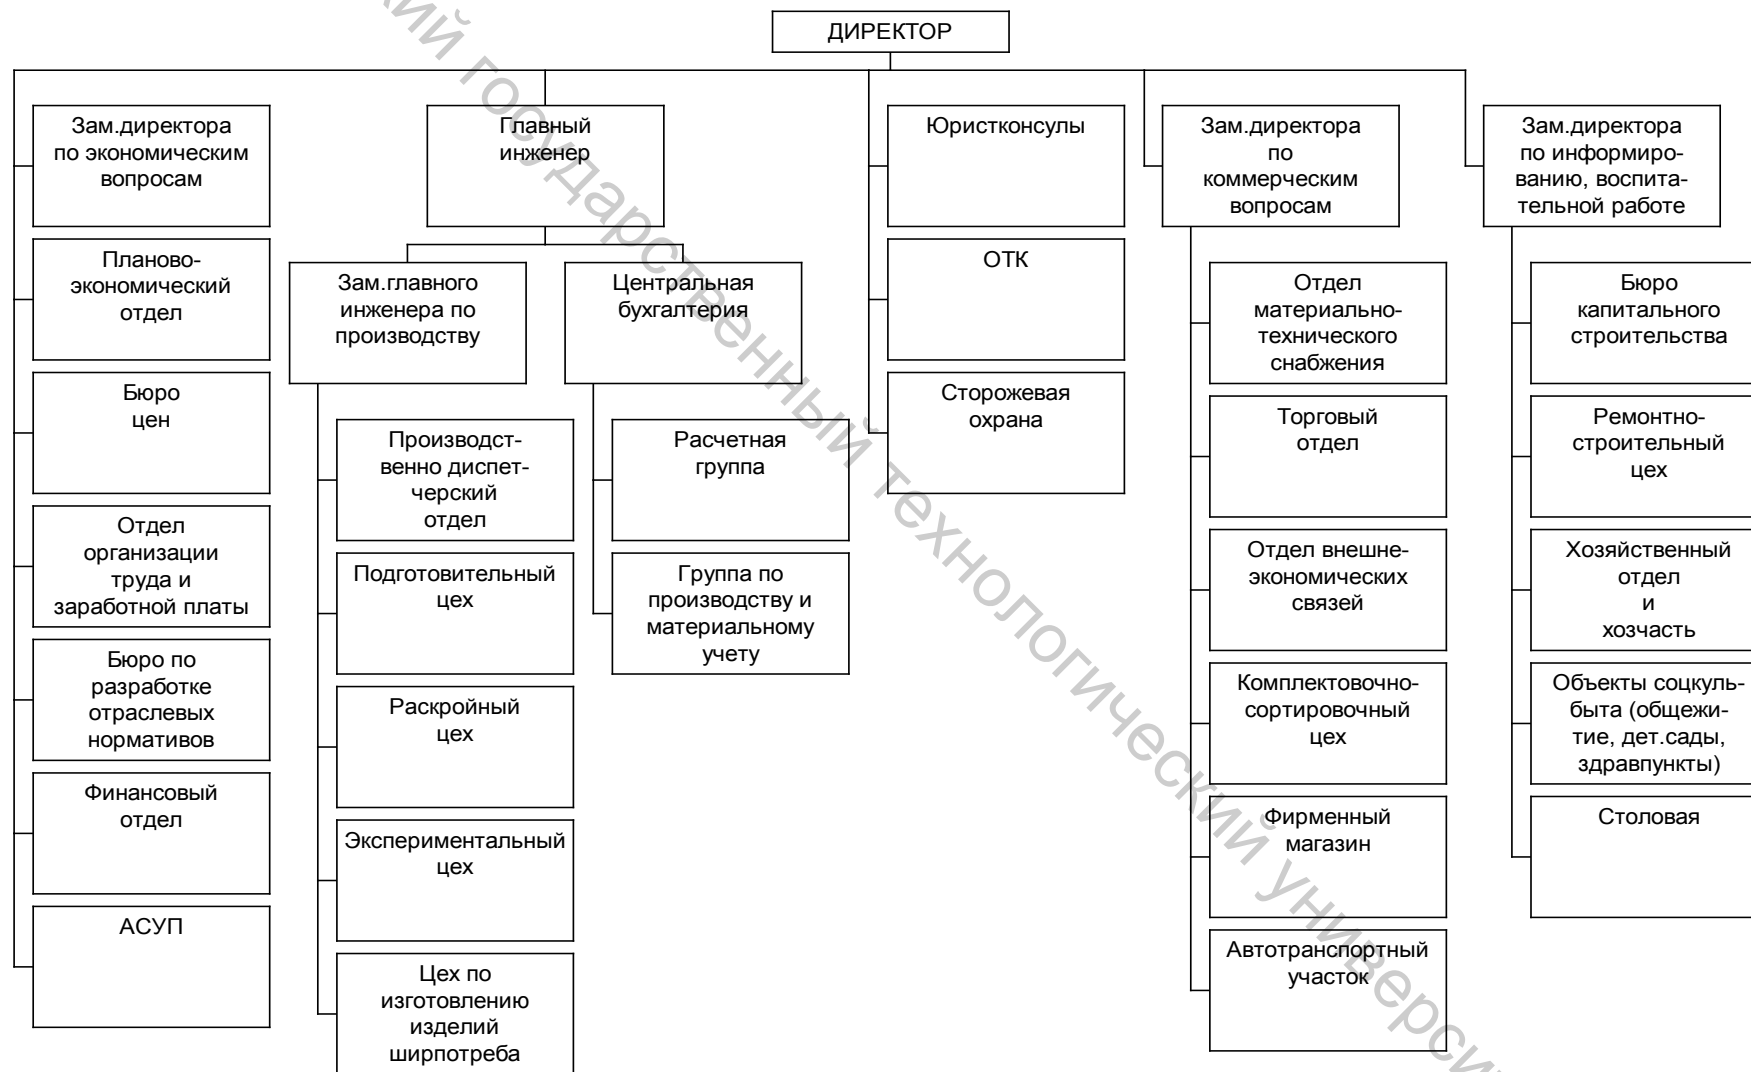 ДИРЕКТОР
Зам.директора
по экономическим
вопросам
Планово-
экономический
отдел
Бюро
цен
Отдел
организации
труда и
заработной платы
Бюро по
разработке
отраслевых
нормативов
Финансовый
отдел
АСУП
Главный
инженер
Зам.главного
инженера по
производству
Производст-
венно диспет-
черский
отдел
Подготовительный
цех
Раскройный
цех
Экспериментальный
цех
Цех по
изготовлению
изделий
ширпотреба
Центральная
бухгалтерия
Расчетная
группа
Группа по
производству и
материальному
учету
Юристконсулы
ОТК
Сторожевая
охрана
Зам.директора
по
коммерческим
вопросам
Отдел
материально-
технического
снабжения
Торговый
отдел
Отдел внешне-
экономических
связей
Комплектовочно-
сортировочный
цех
Фирменный
магазин
Автотранспортный
участок
Зам.директора
по информиро-
ванию, воспита-
тельной работе
Бюро
капитального
строительства
Ремонтно-
строительный
цех
Хозяйственный
отдел
и
хозчасть
Объекты соцкуль-
быта (общежи-
тие, дет.сады,
здравпункты)
Столовая
государственный технологический